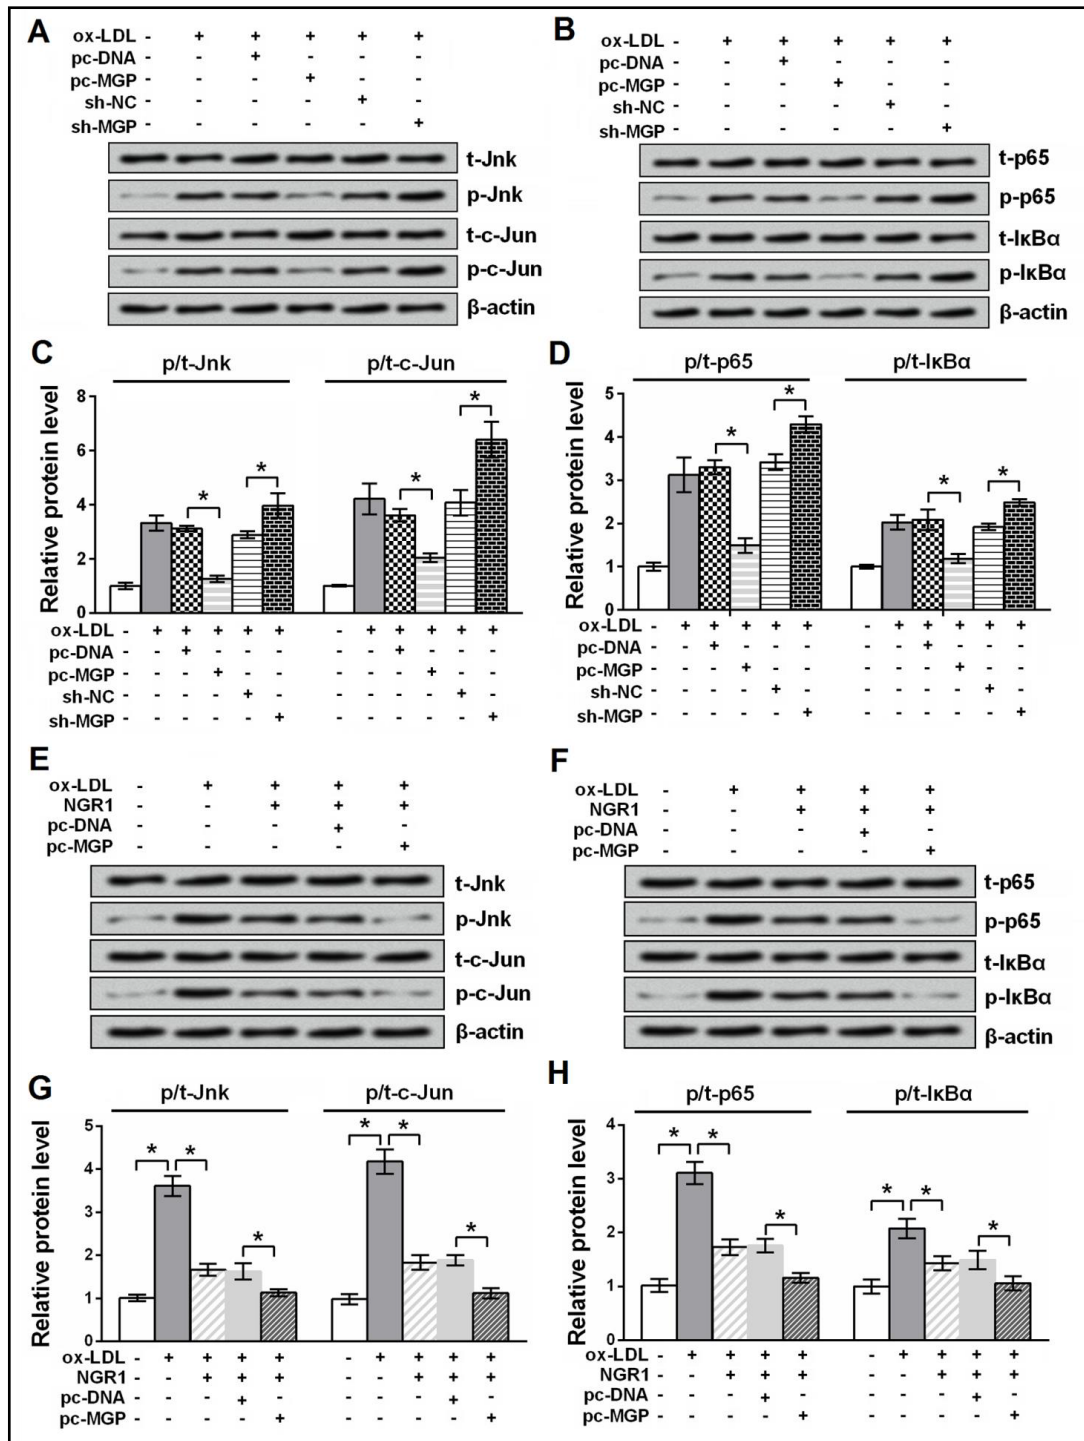 A
ox-LDL - + + + + +
pc-DNA - - + - - -
pc-MGP - - - + - -
sh-NC - - - - + -
sh-MGP - - - - - +
t-Jnk
p-Jnk
t-c-Jun
p-c-Jun
β-actin
B
ox-LDL - + + + + +
pc-DNA - - + - - -
pc-MGP - - - + - -
sh-NC - - - - + -
sh-MGP - - - - - +
t-p65
p-p65
t-IκBα
p-IκBα
β-actin
C
p/t-Jnk p/t-c-Jun
Relative protein level
8
6
4
2
0
* * * *
ox-LDL - + + + + + - + + + + +
pc-DNA - - + - - - - - + - - -
pc-MGP - - - + - - - - - + - -
sh-NC - - - - + - - - - - + -
sh-MGP - - - - - + - - - - - +
D
p/t-p65 p/t-IκBα
Relative protein level
5
4
3
2
1
0
* * * *
ox-LDL - + + + + + - + + + + +
pc-DNA - - + - - - - - + - - -
pc-MGP - - - + - - - - - + - -
sh-NC - - - - + - - - - - + -
sh-MGP - - - - - + - - - - - +
E
ox-LDL - + + + +
NGR1 - - + + +
pc-DNA - - - + -
pc-MGP - - - - +
t-Jnk
p-Jnk
t-c-Jun
p-c-Jun
β-actin
F
ox-LDL - + + + +
NGR1 - - + + +
pc-DNA - - - + -
pc-MGP - - - - +
t-p65
p-p65
t-IκBα
p-IκBα
β-actin
G
p/t-Jnk p/t-c-Jun
Relative protein level
5
4
3
2
1
0
* * * * * *
ox-LDL - + + + + - + + + +
NGR1 - - + + + - - + + +
pc-DNA - - - + - - - - + -
pc-MGP - - - - + - - - - +
H
p/t-p65 p/t-IκBα
Relative protein level
4
3
2
1
0
* * * * * *
ox-LDL - + + + + - + + + +
NGR1 - - + + + - - + + +
pc-DNA - - - + - - - - + -
pc-MGP - - - - + - - - - +